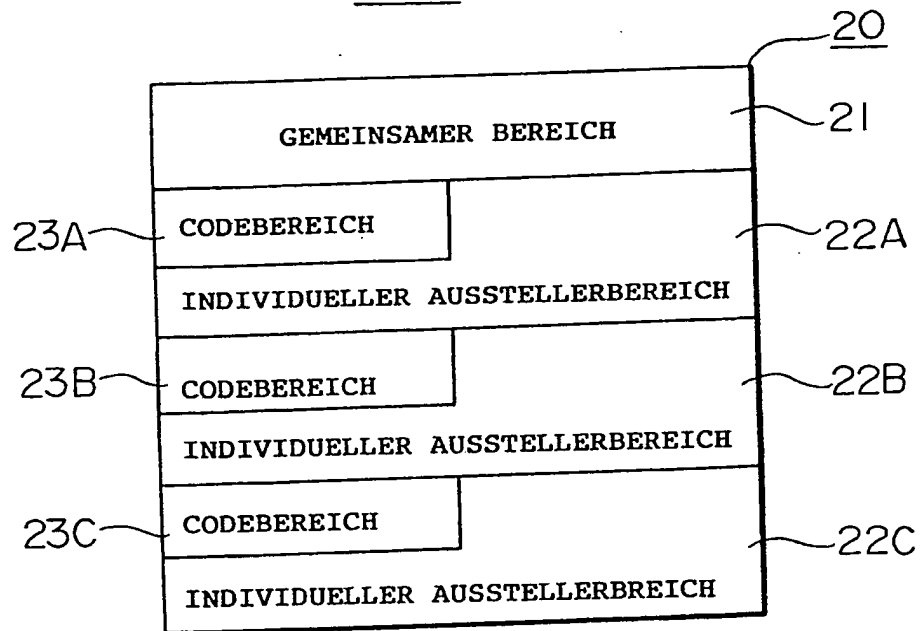 20
GEMEINSAMER BEREICH
21
23A
CODEBEREICH
22A
INDIVIDUELLER AUSSTELLERBEREICH
23B
CODEBEREICH
22B
INDIVIDUELLER AUSSTELLERBEREICH
23C
CODEBEREICH
22C
INDIVIDUELLER AUSSTELLERBREICH